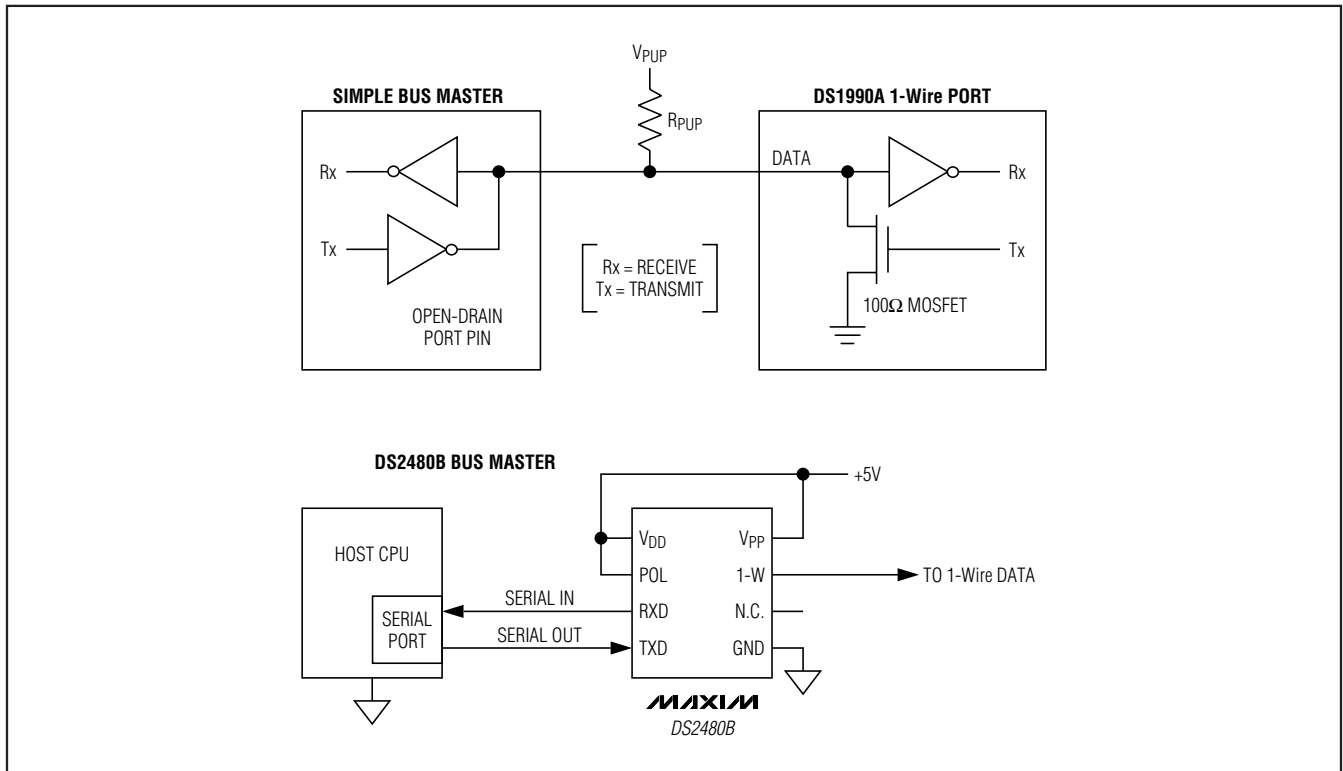 VPUP
SIMPLE BUS MASTER
DS1990A 1-Wire PORT
RPUP
DATA
Rx
Rx
Tx
Tx
Rx = RECEIVE
Tx = TRANSMIT
OPEN-DRAIN
PORT PIN
100Ω MOSFET
DS2480B BUS MASTER
+5V
HOST CPU
VDD
VPP
POL
1-W
TO 1-Wire DATA
SERIAL IN
RXD
N.C.
SERIAL
PORT
SERIAL OUT
TXD
GND
MAXIM
DS2480B